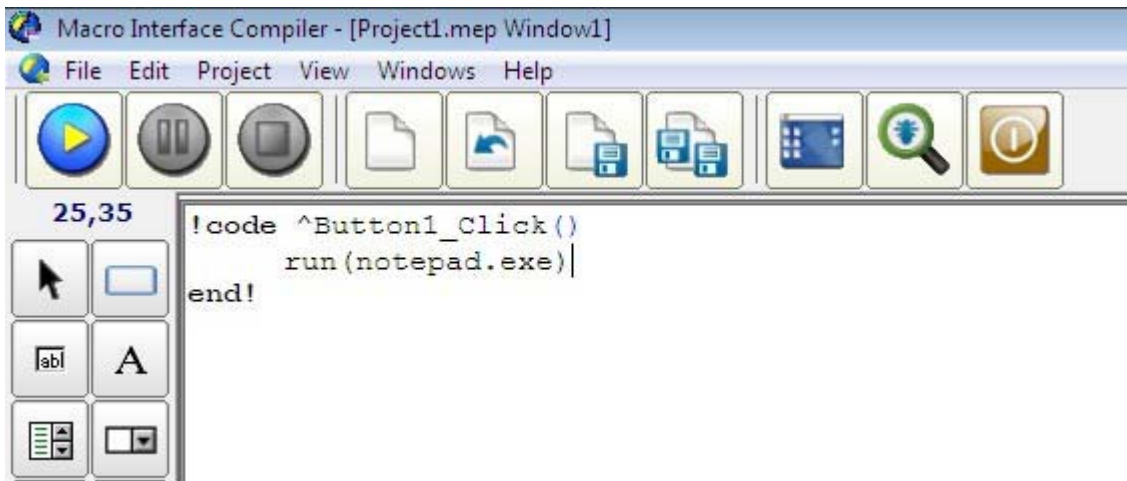 Macro Interface Compiler - [Project1.mep Window1]
File Edit Project View Windows Help
25,35
!code ^Button1_Click()
run(notepad.exe)
end!
abl
A